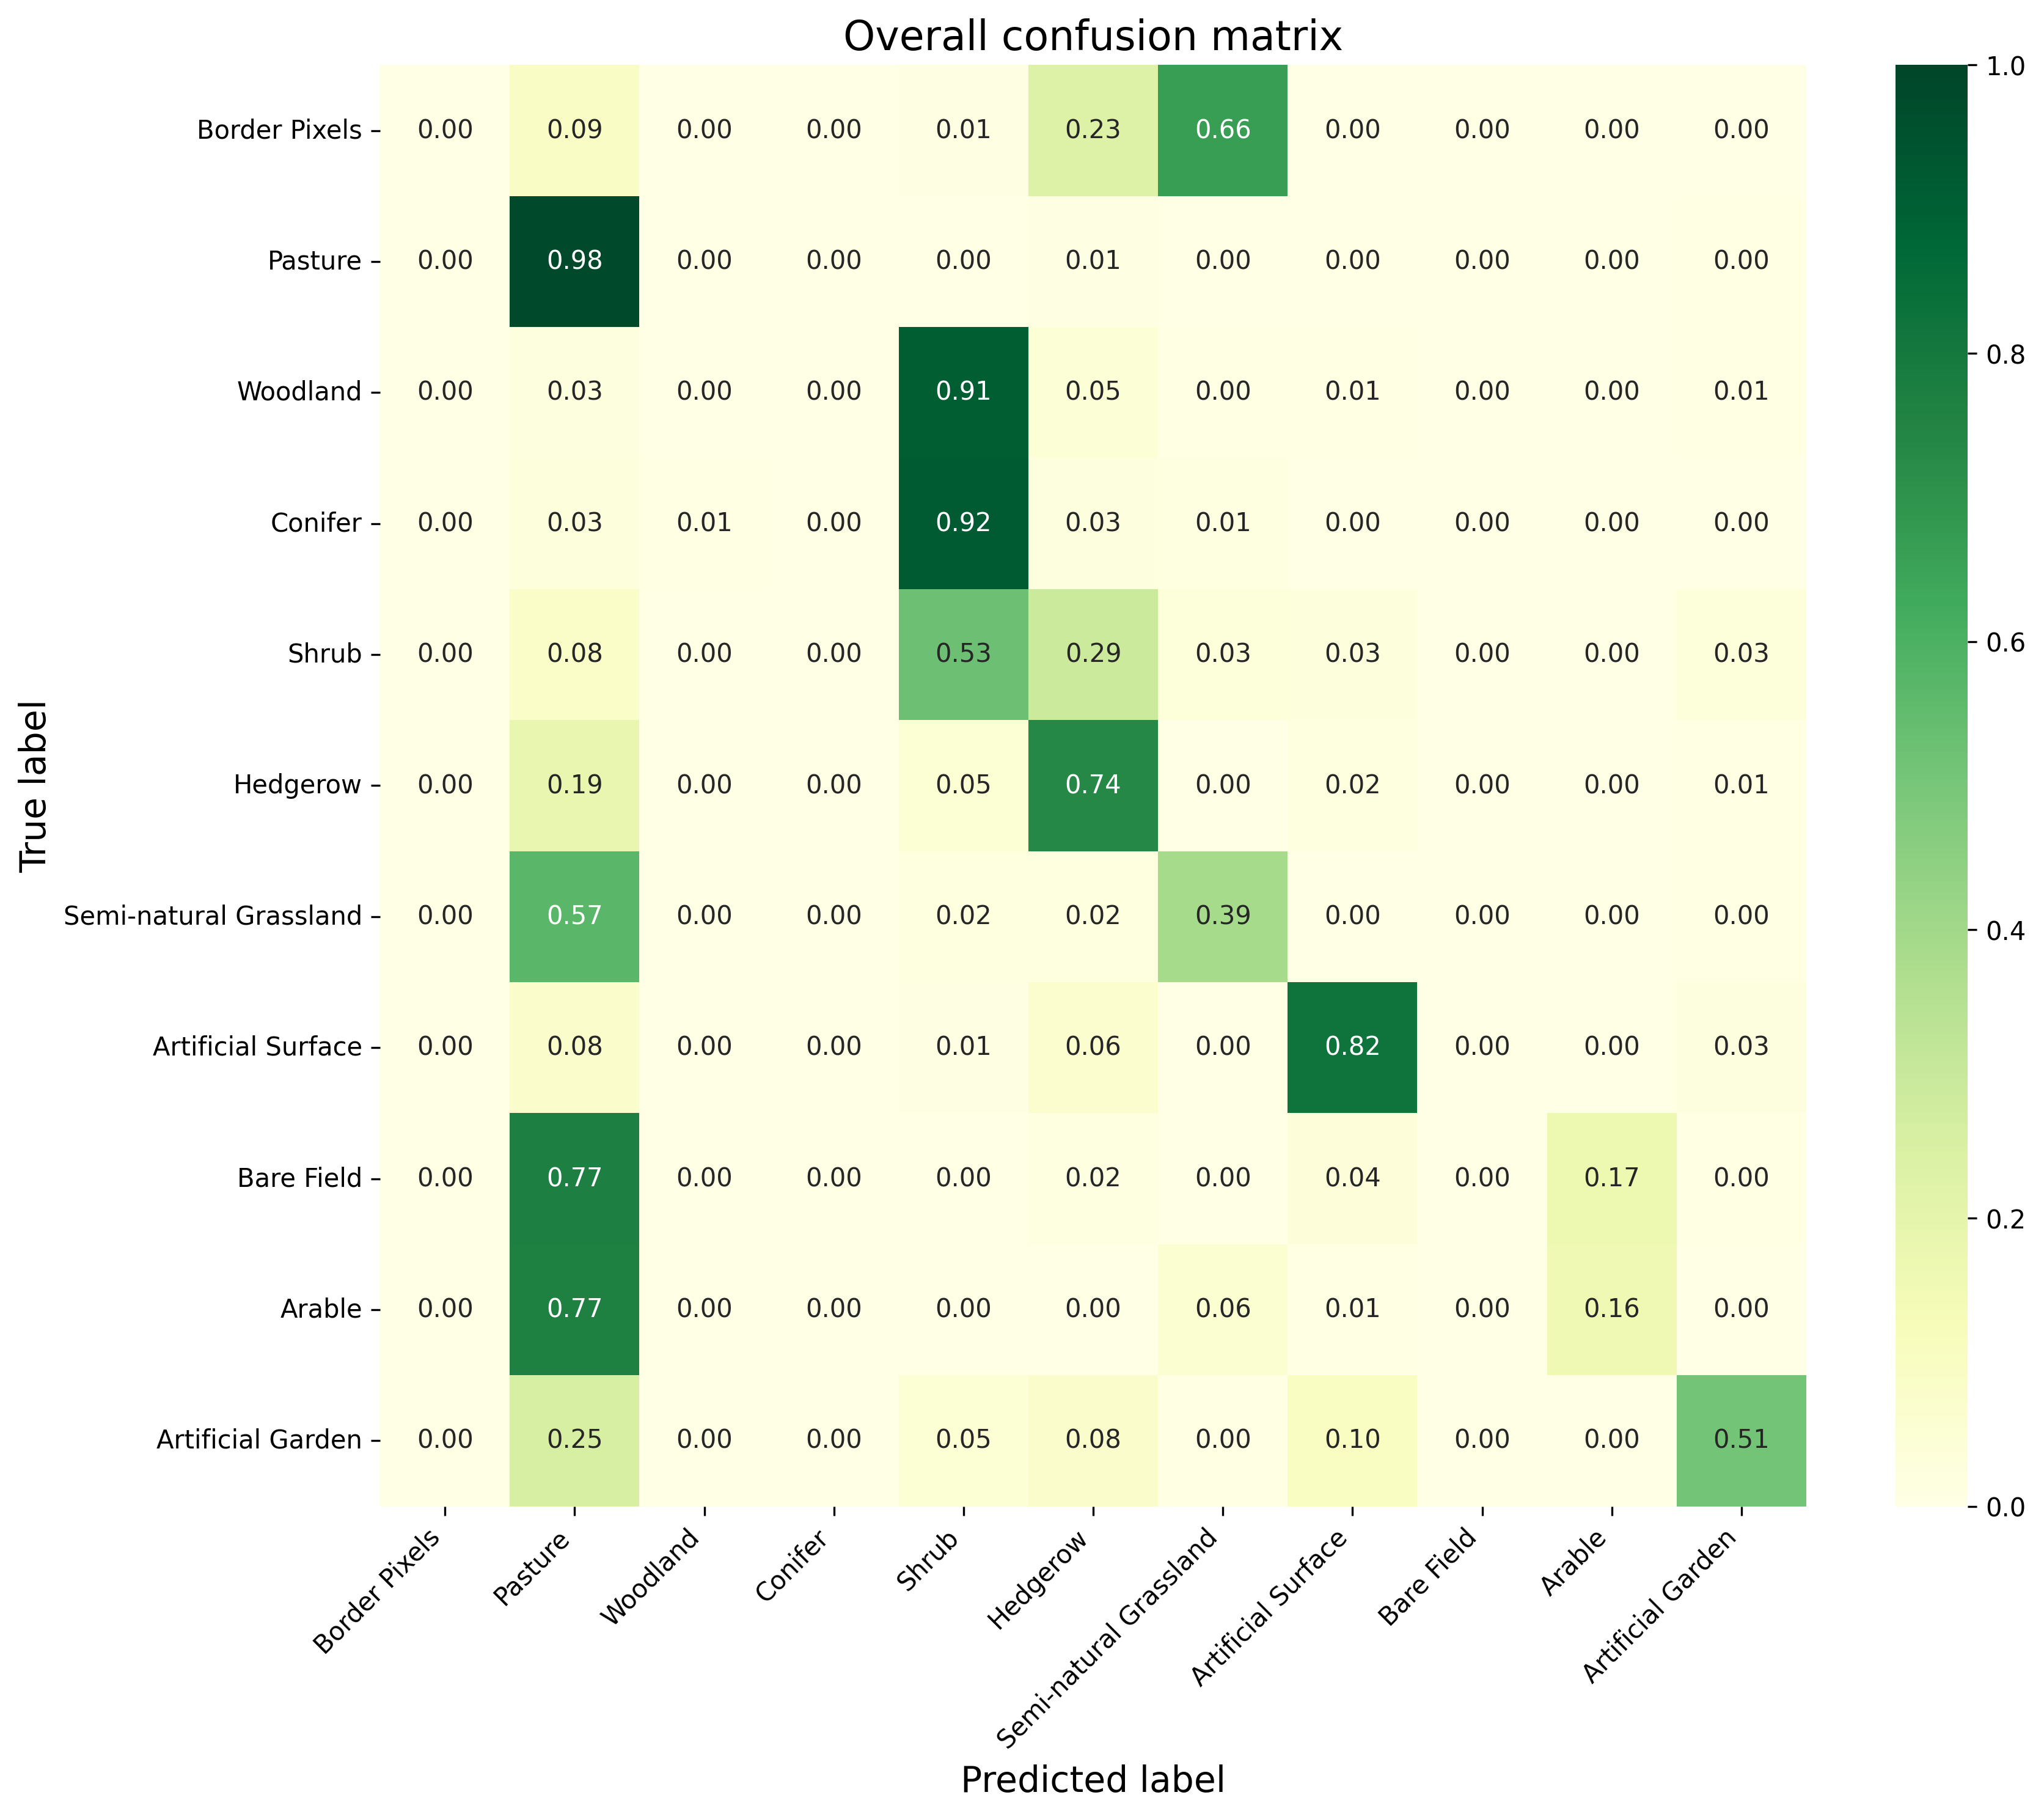 Overall confusion matrix
Border Pixels 0.00 0.09 0.00 0.00 0.01 0.23 0.66 0.00 0.00 0.00 0.00
Pasture 0.00 0.98 0.00 0.00 0.00 0.01 0.00 0.00 0.00 0.00 0.00
Woodland 0.00 0.03 0.00 0.00 0.91 0.05 0.00 0.01 0.00 0.00 0.01
Conifer 0.00 0.03 0.01 0.00 0.92 0.03 0.01 0.00 0.00 0.00 0.00
Shrub 0.00 0.08 0.00 0.00 0.53 0.29 0.03 0.03 0.00 0.00 0.03
Hedgerow 0.00 0.19 0.00 0.00 0.05 0.74 0.00 0.02 0.00 0.00 0.01
Semi-natural Grassland 0.00 0.57 0.00 0.00 0.02 0.02 0.39 0.00 0.00 0.00 0.00
Artificial Surface 0.00 0.08 0.00 0.00 0.01 0.06 0.00 0.82 0.00 0.00 0.03
Bare Field 0.00 0.77 0.00 0.00 0.00 0.02 0.00 0.04 0.00 0.17 0.00
Arable 0.00 0.77 0.00 0.00 0.00 0.00 0.06 0.01 0.00 0.16 0.00
Artificial Garden 0.00 0.25 0.00 0.00 0.05 0.08 0.00 0.10 0.00 0.00 0.51
True label
Border Pixels
Pasture
Woodland
Conifer
Shrub
Hedgerow
Semi-natural Grassland
Artificial Surface
Bare Field
Arable
Artificial Garden
Predicted label
1.0
0.8
0.6
0.4
0.2
0.0